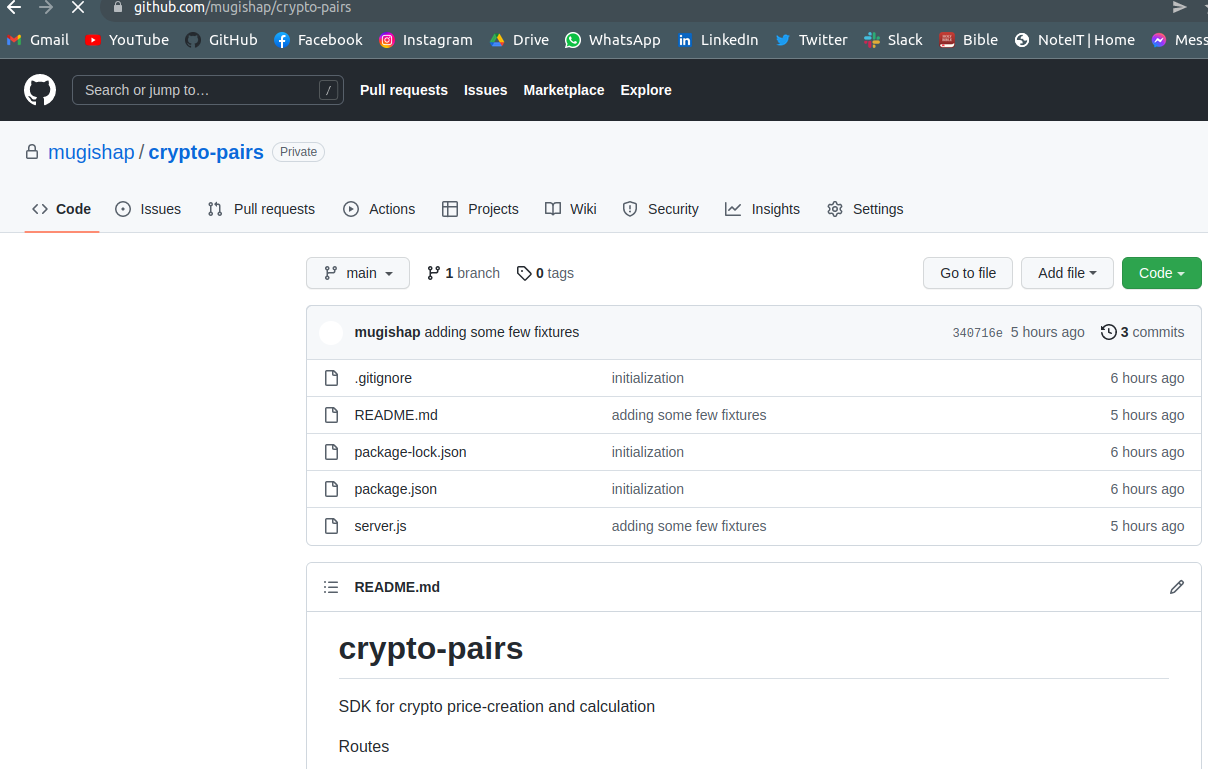 github.com/mugishap/crypto-pairs
Gmail YouTube GitHub Facebook Instagram Drive WhatsApp LinkedIn Twitter Slack Bible NoteIT | Home Mess
Search or jump to… / Pull requests Issues Marketplace Explore
mugishap / crypto-pairs Private
Code Issues Pull requests Actions Projects Wiki Security Insights Settings
main 1 branch 0 tags Go to file Add file Code
mugishap adding some few fixtures 340716e 5 hours ago 3 commits
.gitignore initialization 6 hours ago
README.md adding some few fixtures 5 hours ago
package-lock.json initialization 6 hours ago
package.json initialization 6 hours ago
server.js adding some few fixtures 5 hours ago
README.md
crypto-pairs
SDK for crypto price-creation and calculation
Routes